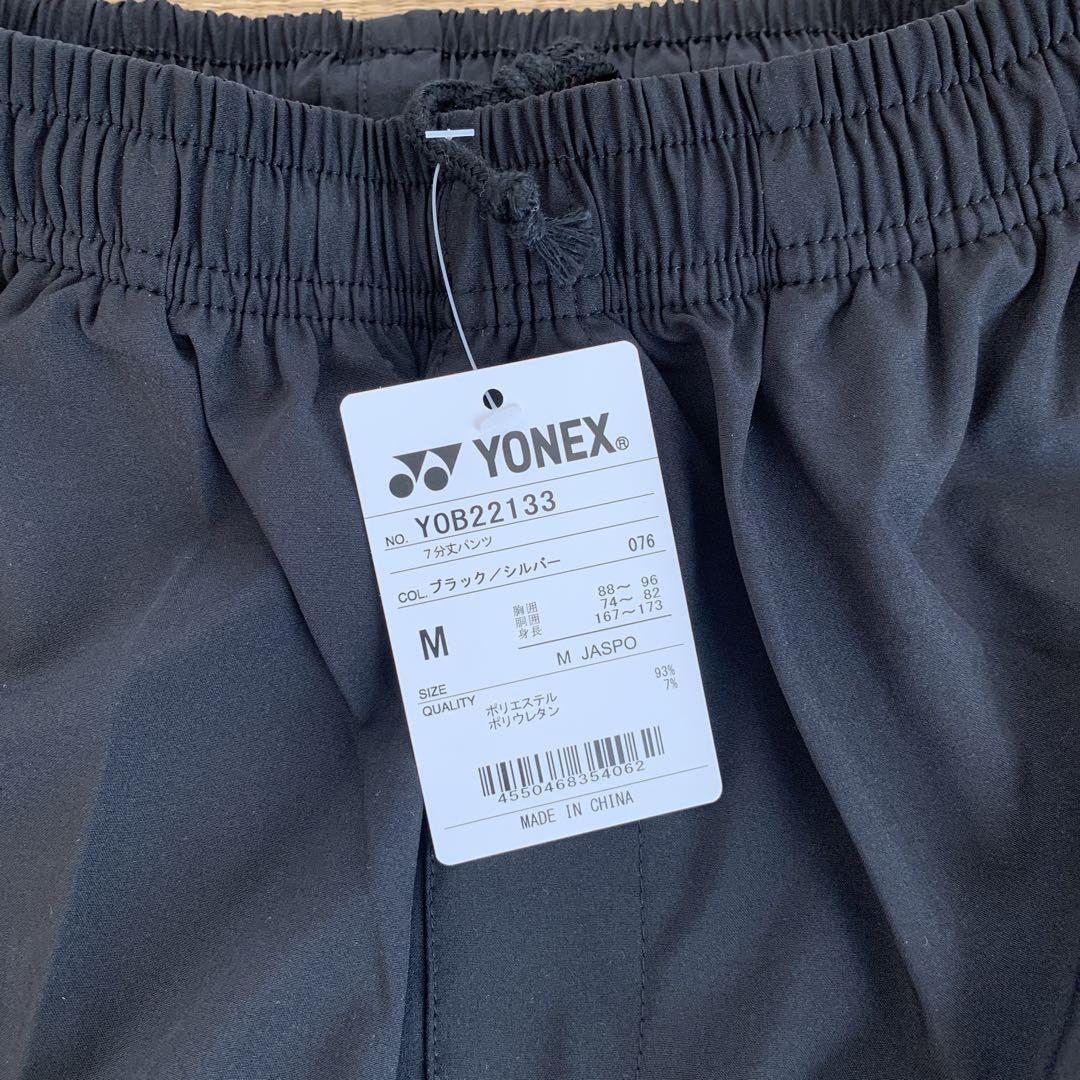 YONEX®
NO. YOB22133
7分丈パンツ
COL. ブラック/シルバー 076
M 胸囲 88〜 96
胴囲 74〜 82
身長 167〜173
SIZE M JASPO
QUALITY ポリエステル 93%
ポリウレタン 7%
4550468354062
MADE IN CHINA